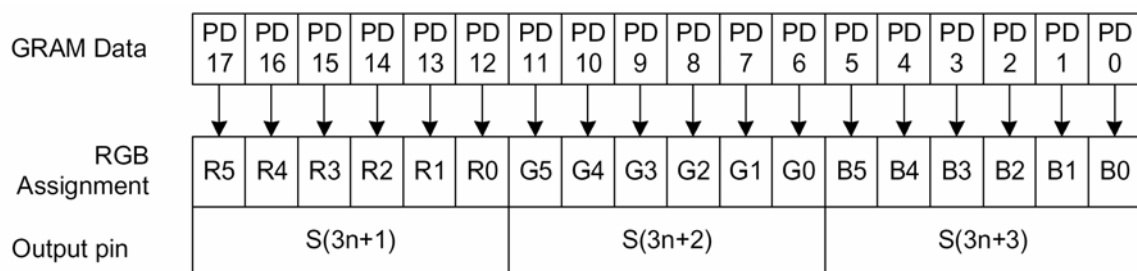 GRAM Data PD 17 PD 16 PD 15 PD 14 PD 13 PD 12 PD 11 PD 10 PD 9 PD 8 PD 7 PD 6 PD 5 PD 4 PD 3 PD 2 PD 1 PD 0
RGB Assignment R5 R4 R3 R2 R1 R0 G5 G4 G3 G2 G1 G0 B5 B4 B3 B2 B1 B0
Output pin S(3n+1) S(3n+2) S(3n+3)